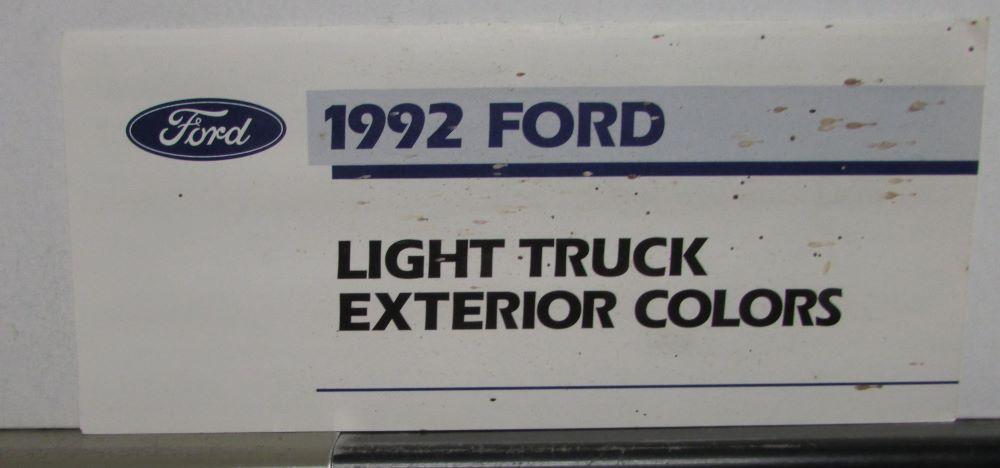 Ford
1992 FORD
LIGHT TRUCK
EXTERIOR COLORS